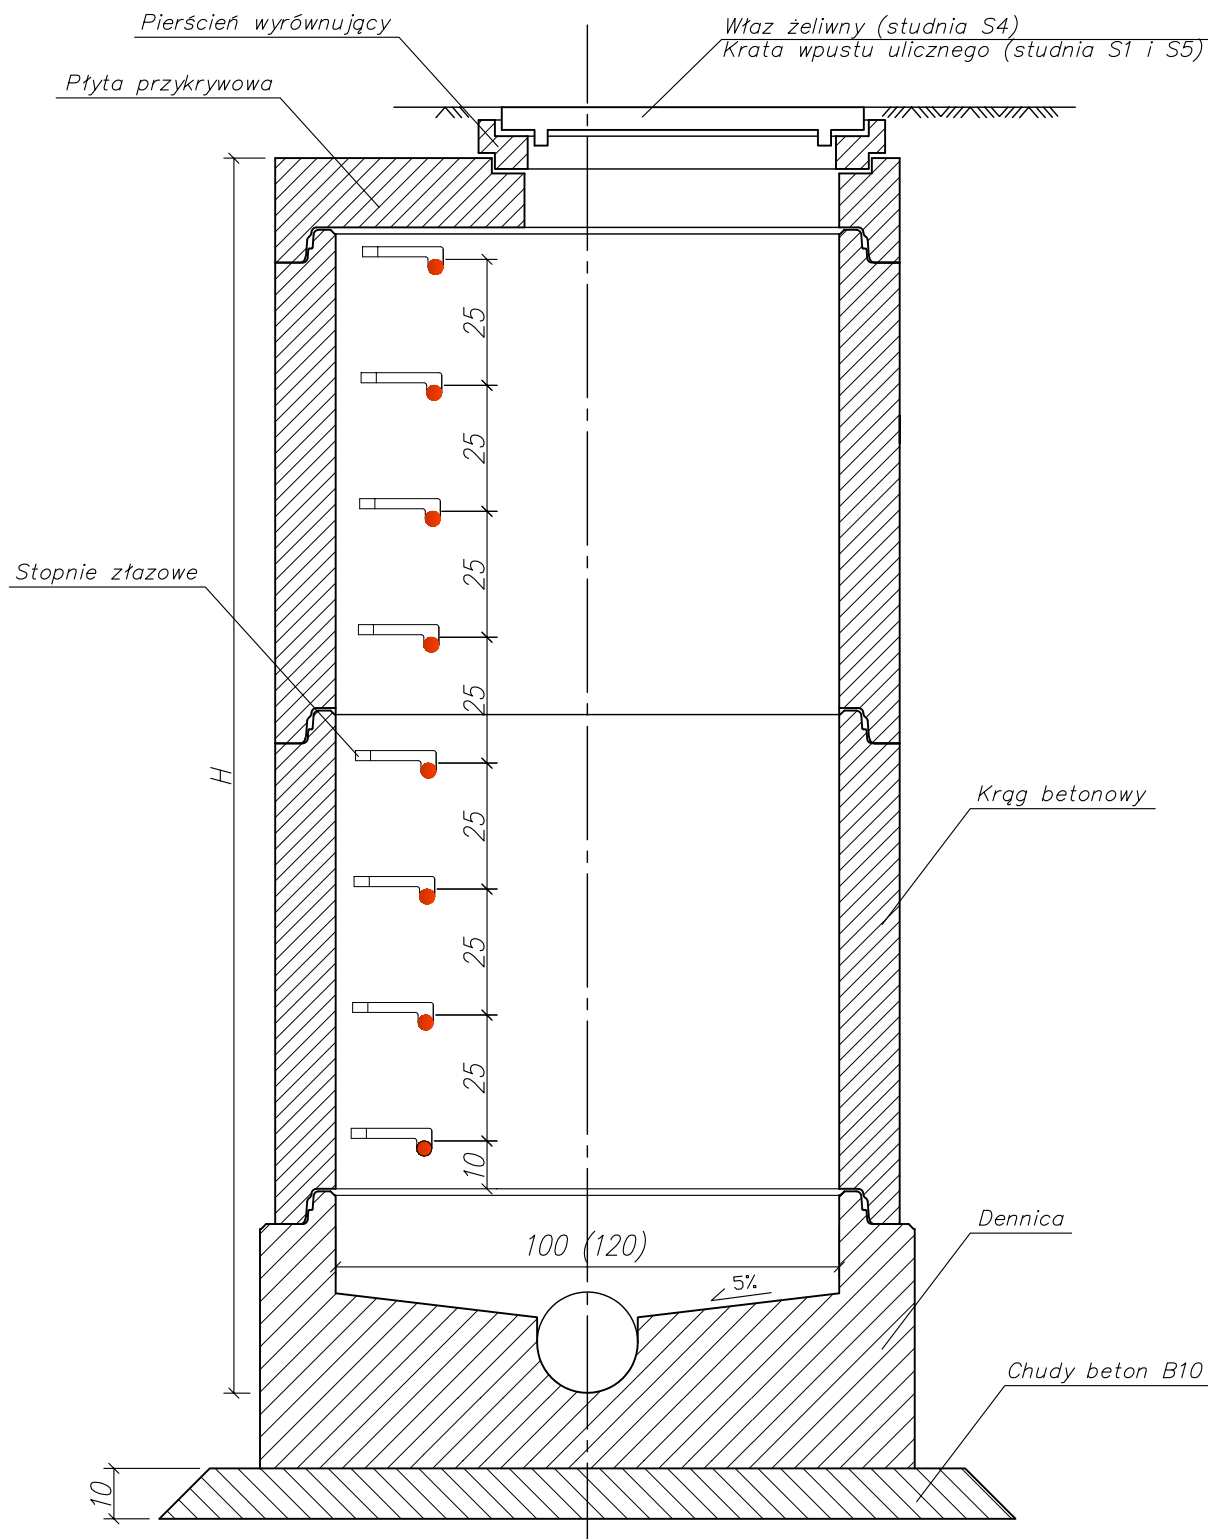 Pierścień wyrównujący
Właz żeliwny (studnia S4)
Krata wpustu ulicznego (studnia S1 i S5)
Płyta przykrywowa
25
25
25
Stopnie złazowe
25
H
Krąg betonowy
25
25
25
10
Dennica
100 (120)
5%
Chudy beton B10
10